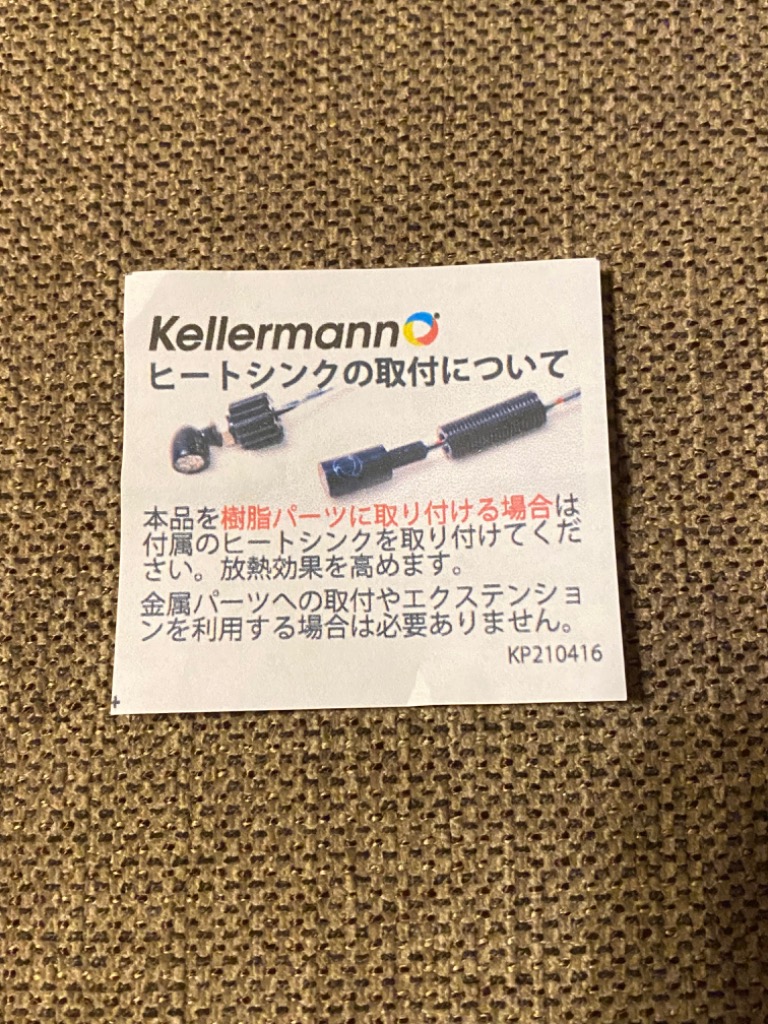 Kellermann
ヒートシンクの取付について
本品を樹脂パーツに取り付ける場合は
付属のヒートシンクを取り付けてくだ
さい。放熱効果を高めます。
金属パーツへの取付やエクステンショ
ンを利用する場合は必要ありません。
KP210416